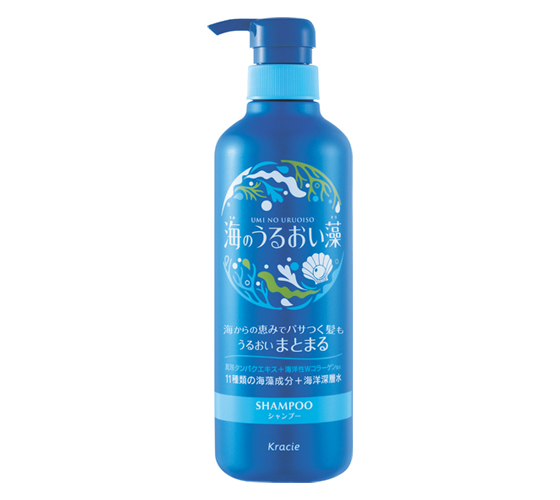 UMI NO URUOISO
海のうるおい藻
海からの恵みでパサつく髪も
うるおいまとまる
11種類の海藻成分+海洋深層水
SHAMPOO
シャンプー
Kracie